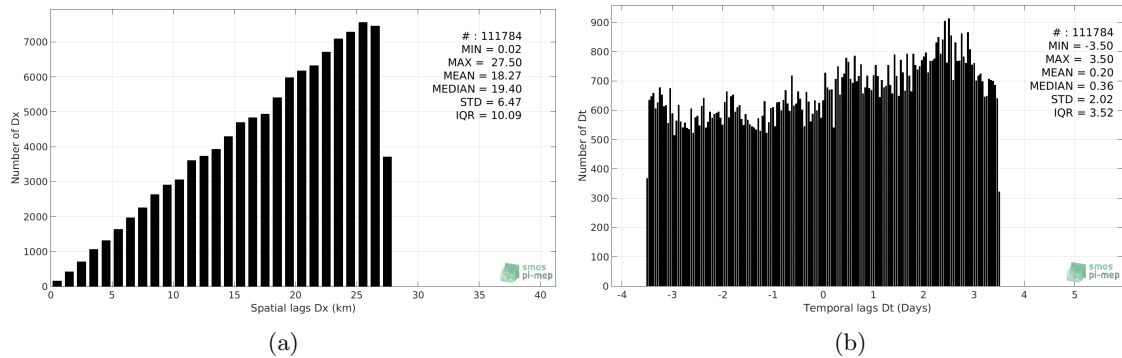 7000
6000
5000
4000
3000
2000
1000
0
Number of Dx
0 5 10 15 20 25 30 35 40
Spatial lags Dx (km)
# : 111784
MIN = 0.02
MAX = 27.50
MEAN = 18.27
MEDIAN = 19.40
STD = 6.47
IQR = 10.09
smos
pi-mep
(a)
900
800
700
600
500
400
300
200
100
0
Number of Dt
-4 -3 -2 -1 0 1 2 3 4 5
Temporal lags Dt (Days)
# : 111784
MIN = -3.50
MAX = 3.50
MEAN = 0.20
MEDIAN = 0.36
STD = 2.02
IQR = 3.52
smos
pi-mep
(b)